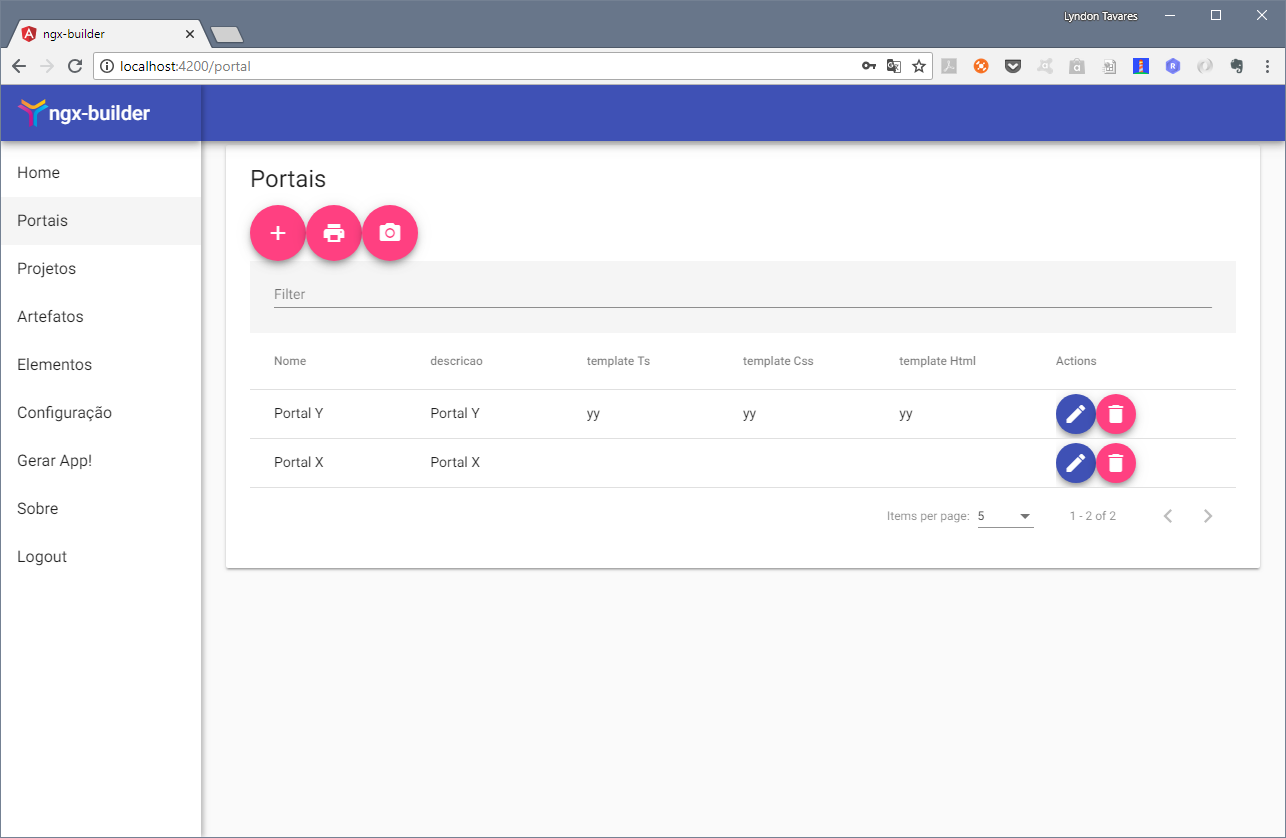 Lyndon Tavares
ngx-builder
localhost:4200/portal
ngx-builder
Home
Portais
Projetos
Artefatos
Elementos
Configuração
Gerar App!
Sobre
Logout
Portais
Filter
Nome descricao template Ts template Css template Html Actions
Portal Y Portal Y yy yy yy
Portal X Portal X
Items per page: 5 1 - 2 of 2